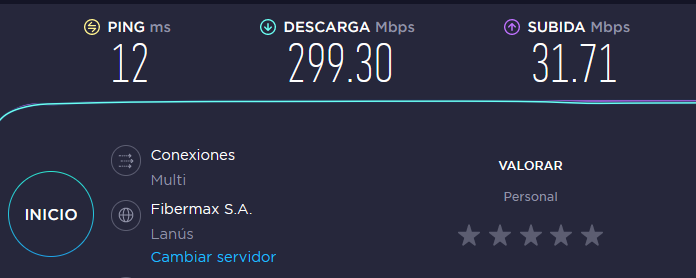 PING ms
DESCARGA Mbps
SUBIDA Mbps
12
299.30
31.71
Conexiones
Multi
INICIO
Fibermax S.A.
Lanús
Cambiar servidor
VALORAR
Personal